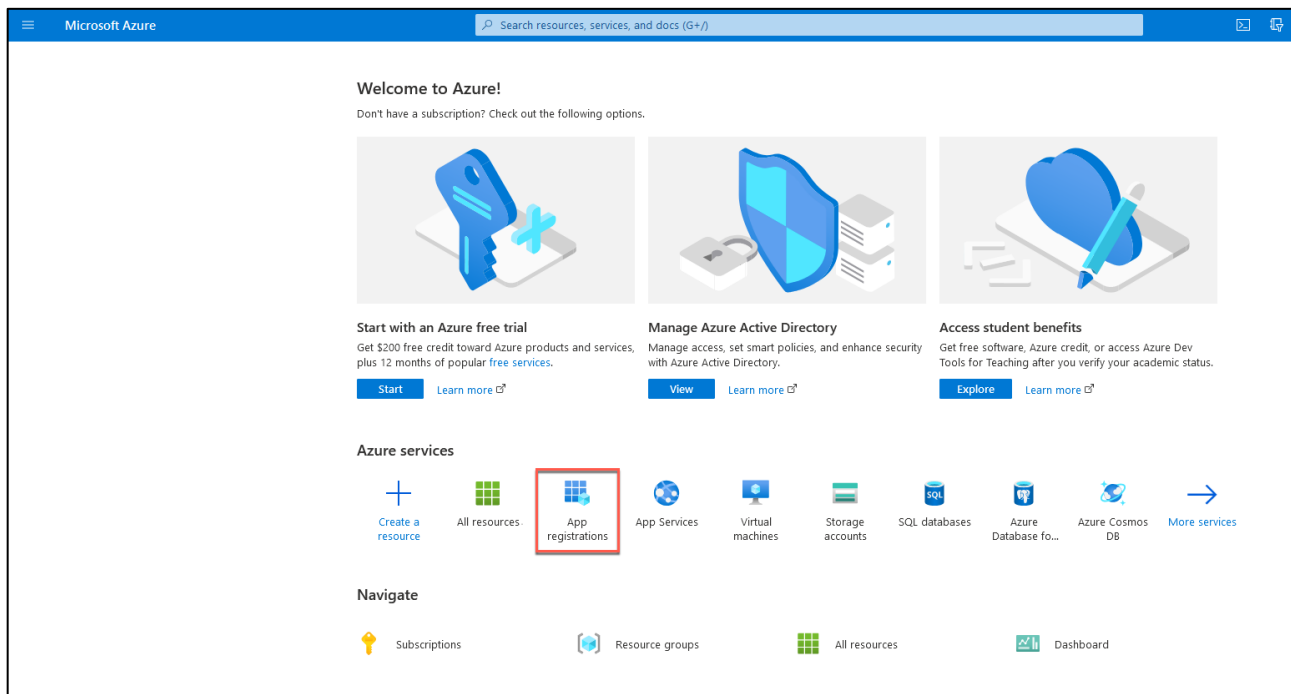 Microsoft Azure
Search resources, services, and docs (G+/)
Welcome to Azure!
Don't have a subscription? Check out the following options.
Start with an Azure free trial
Get $200 free credit toward Azure products and services,
plus 12 months of popular free services.
Start
Learn more
Manage Azure Active Directory
Manage access, set smart policies, and enhance security
with Azure Active Directory.
View
Learn more
Access student benefits
Get free software, Azure credit, or access Azure Dev
Tools for Teaching after you verify your academic status.
Explore
Learn more
Azure services
Create a
resource
All resources
App
registrations
App Services
Virtual
machines
Storage
accounts
SQL
SQL databases
Azure
Database fo...
Azure Cosmos
DB
More services
Navigate
Subscriptions
Resource groups
All resources
Dashboard